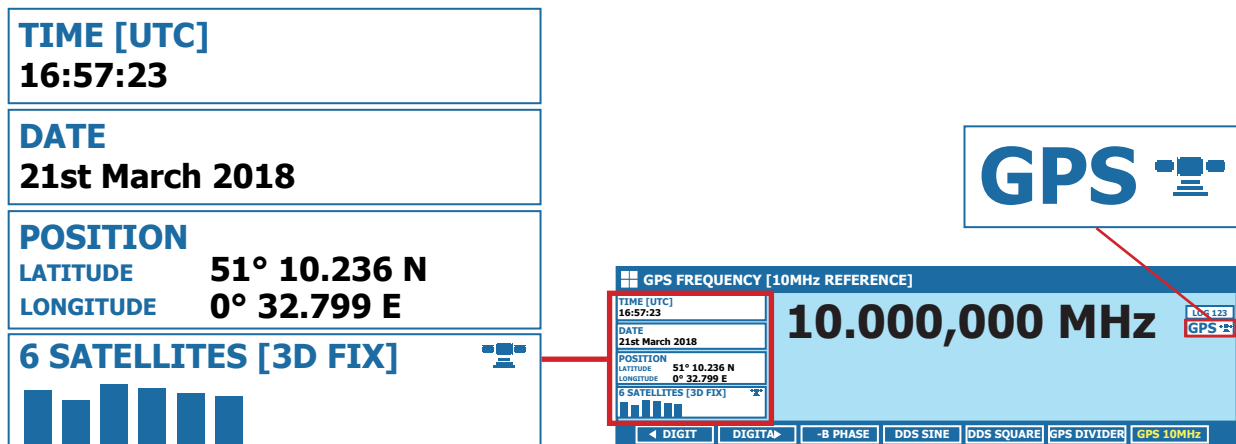 TIME [UTC]
16:57:23
DATE
21st March 2018
POSITION
LATITUDE 51° 10.236 N
LONGITUDE 0° 32.799 E
6 SATELLITES [3D FIX]
GPS
GPS FREQUENCY [10MHz REFERENCE]
TIME [UTC]
16:57:23
DATE
21st March 2018
POSITION
LATITUDE 51° 10.236 N
LONGITUDE 0° 32.799 E
6 SATELLITES [3D FIX]
10.000,000 MHz
LOG 123
GPS
DIGIT DIGITA -B PHASE DDS SINE DDS SQUARE GPS DIVIDER GPS 10MHz